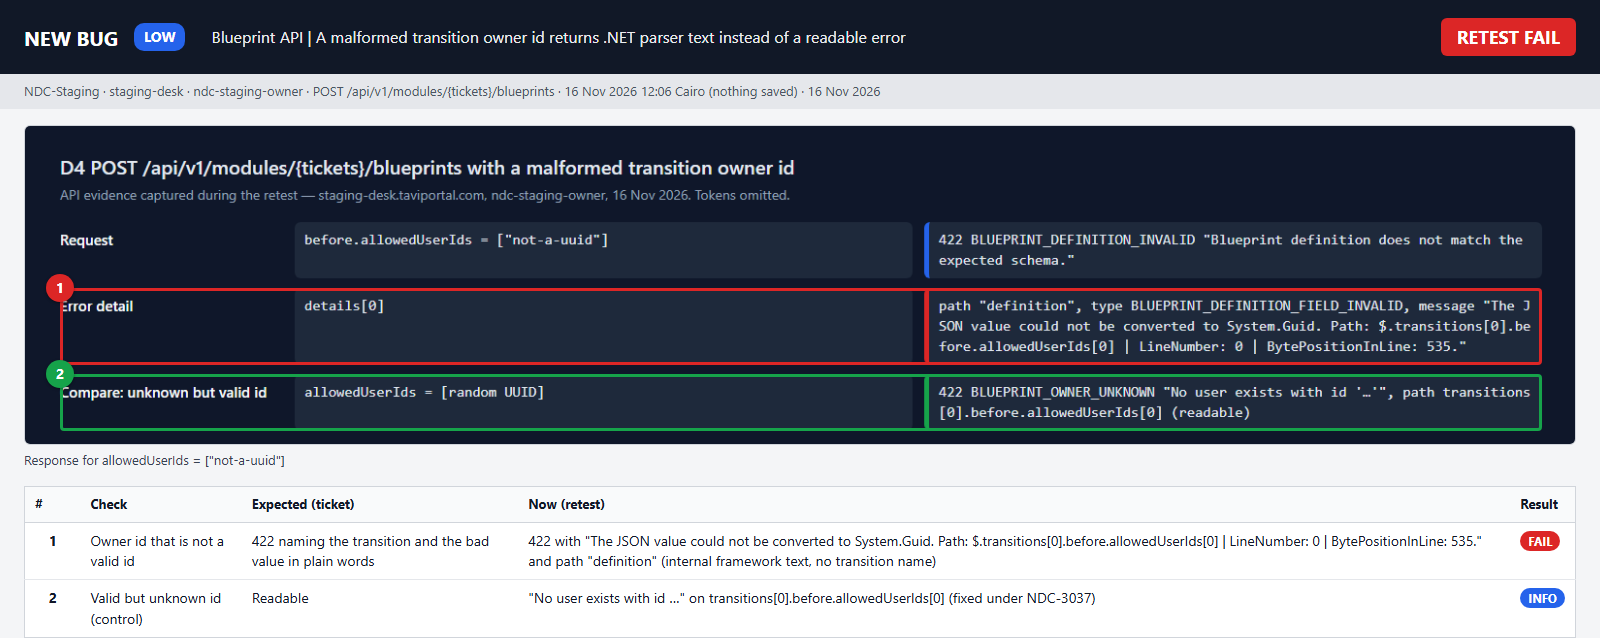 NEW BUG LOW Blueprint API | A malformed transition owner id returns .NET parser text instead of a readable error RETEST FAIL
NDC-Staging · staging-desk · ndc-staging-owner · POST /api/v1/modules/{tickets}/blueprints · 16 Nov 2026 12:06 Cairo (nothing saved) · 16 Nov 2026
D4 POST /api/v1/modules/{tickets}/blueprints with a malformed transition owner id
API evidence captured during the retest — staging-desk.taviportal.com, ndc-staging-owner, 16 Nov 2026. Tokens omitted.
Request before.allowedUserIds = ["not-a-uuid"] 422 BLUEPRINT_DEFINITION_INVALID "Blueprint definition does not match the
expected schema."
1
Error detail details[0] path "definition", type BLUEPRINT_DEFINITION_FIELD_INVALID, message "The J
SON value could not be converted to System.Guid. Path: $.transitions[0].be
fore.allowedUserIds[0] | LineNumber: 0 | BytePositionInLine: 535."
2
Compare: unknown but valid id allowedUserIds = [random UUID] 422 BLUEPRINT_OWNER_UNKNOWN "No user exists with id '…'", path transitions
[0].before.allowedUserIds[0] (readable)
Response for allowedUserIds = ["not-a-uuid"]
# Check Expected (ticket) Now (retest) Result
1 Owner id that is not a 422 naming the transition and the bad 422 with "The JSON value could not be converted to System.Guid. Path: $.transitions[0].before.allowedUserIds[0] | LineNumber: 0 | BytePositionInLine: 535." FAIL
valid id value in plain words and path "definition" (internal framework text, no transition name)
2 Valid but unknown id Readable "No user exists with id …" on transitions[0].before.allowedUserIds[0] (fixed under NDC-3037) INFO
(control)